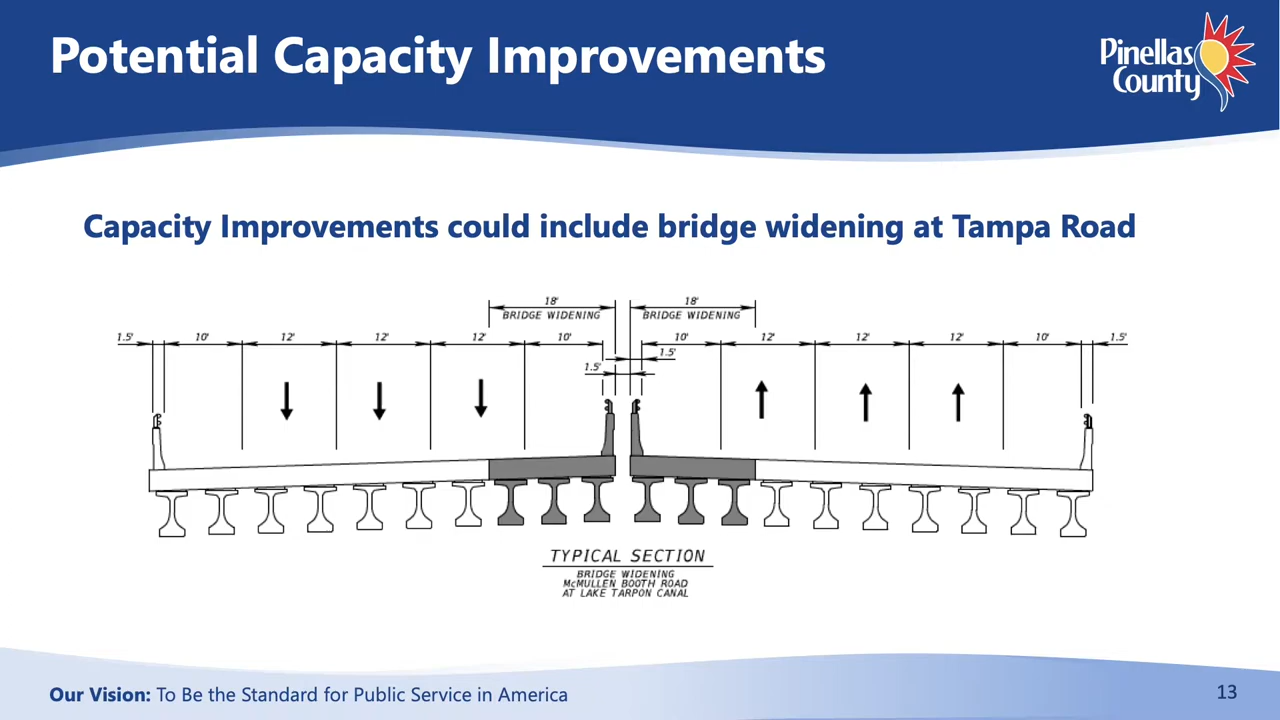 Potential Capacity Improvements
Pinellas
County
Capacity Improvements could include bridge widening at Tampa Road
18' 18'
BRIDGE WIDENING BRIDGE WIDENING
1.5' 10' 12' 12' 12' 10' 10' 12' 12' 12' 10' 1.5'
1.5'
1.5'
TYPICAL SECTION
BRIDGE WIDENING
McMULLEN BOOTH ROAD
AT LAKE TARPON CANAL
Our Vision: To Be the Standard for Public Service in America
13